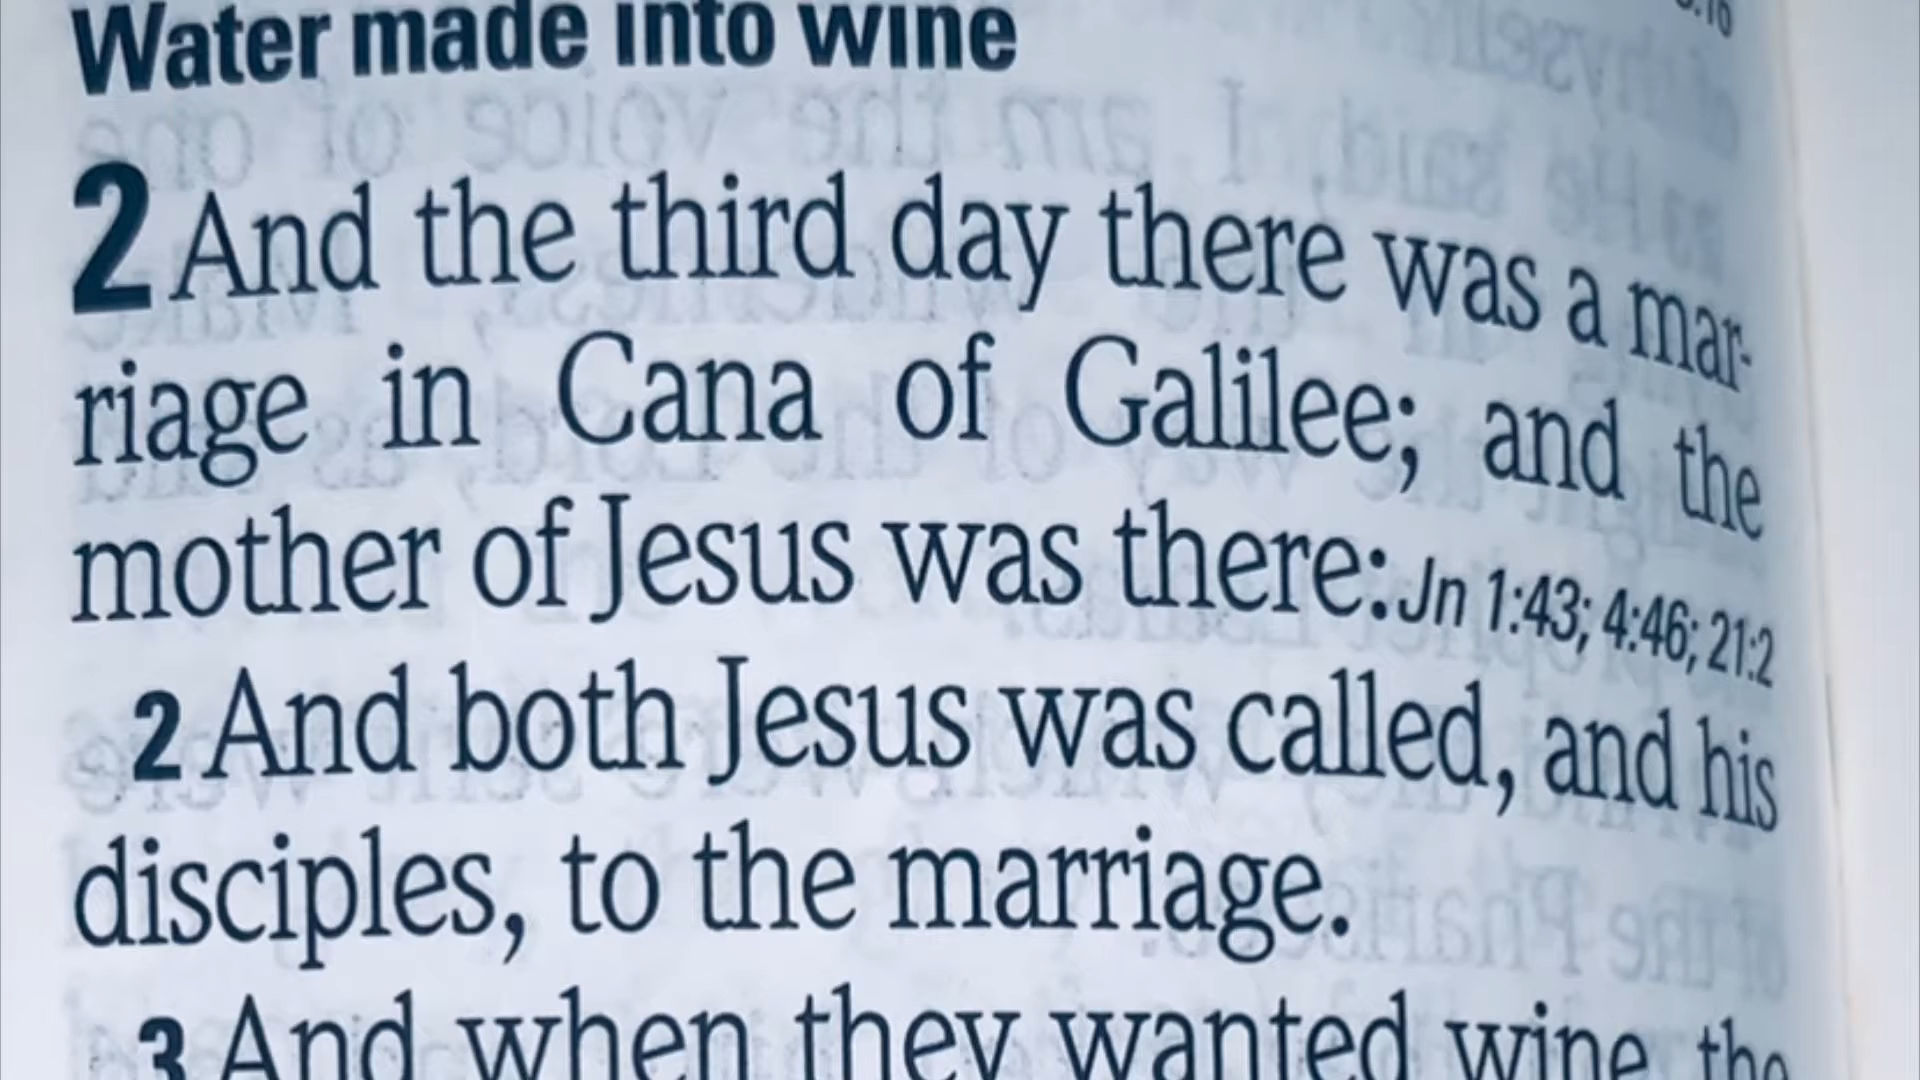 Water made into wine
2 And the third day there was a mar-
riage in Cana of Galilee; and the
mother of Jesus was there: Jn 1:43; 4:46; 21:2
2 And both Jesus was called, and his
disciples, to the marriage.
3 And when they wanted wine the